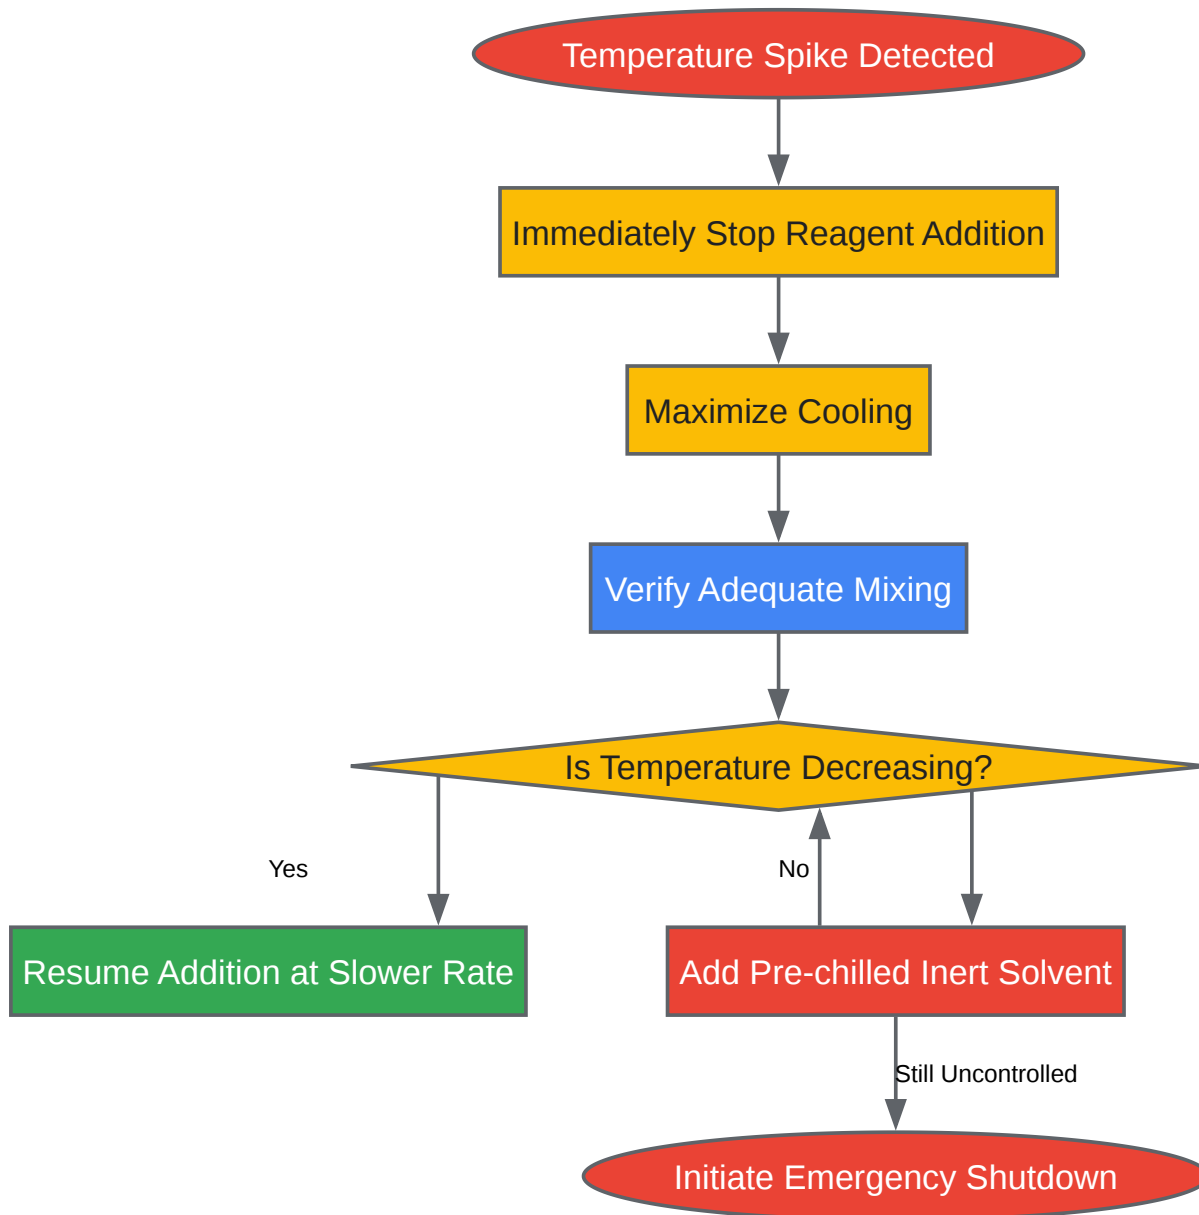 Temperature Spike Detected
Immediately Stop Reagent Addition
Maximize Cooling
Verify Adequate Mixing
Is Temperature Decreasing?
Yes
No
Resume Addition at Slower Rate
Add Pre-chilled Inert Solvent
Still Uncontrolled
Initiate Emergency Shutdown